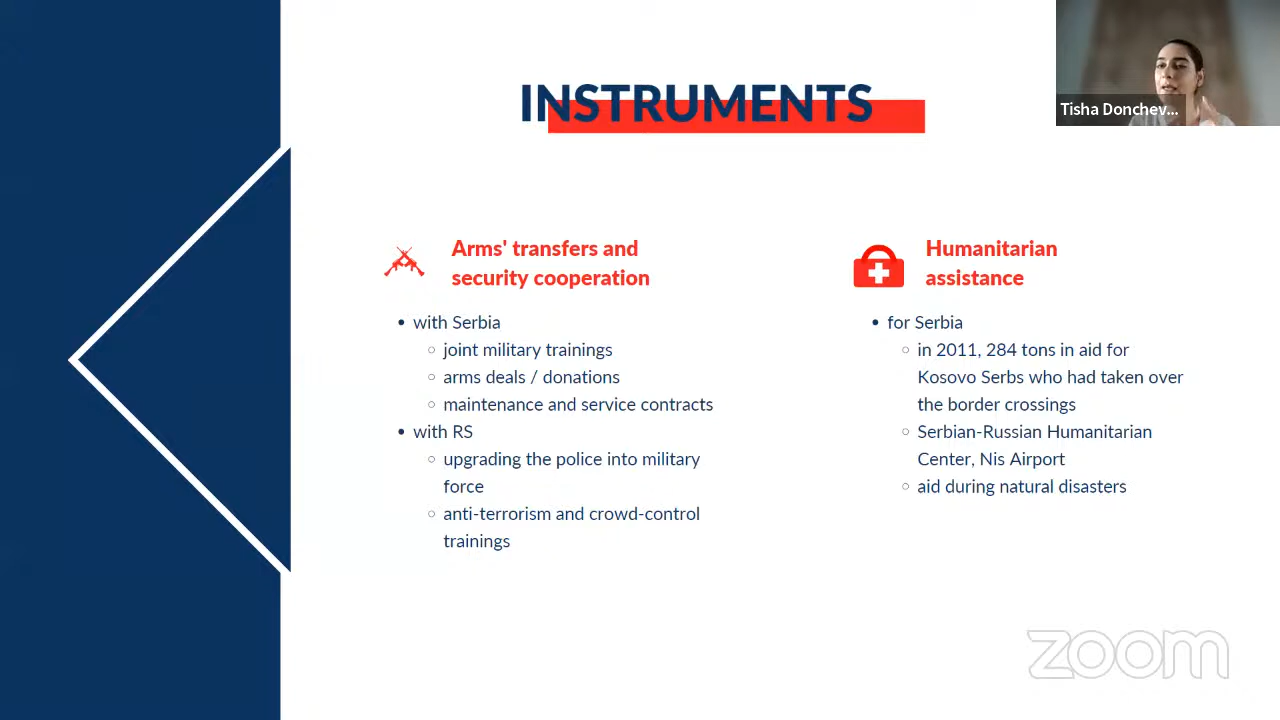 INSTRUMENTS
Tisha Donchev...
Arms' transfers and
security cooperation
• with Serbia
○ joint military trainings
○ arms deals / donations
○ maintenance and service contracts
• with RS
○ upgrading the police into military
force
○ anti-terrorism and crowd-control
trainings
Humanitarian
assistance
• for Serbia
○ in 2011, 284 tons in aid for
Kosovo Serbs who had taken over
the border crossings
○ Serbian-Russian Humanitarian
Center, Nis Airport
○ aid during natural disasters
zoom